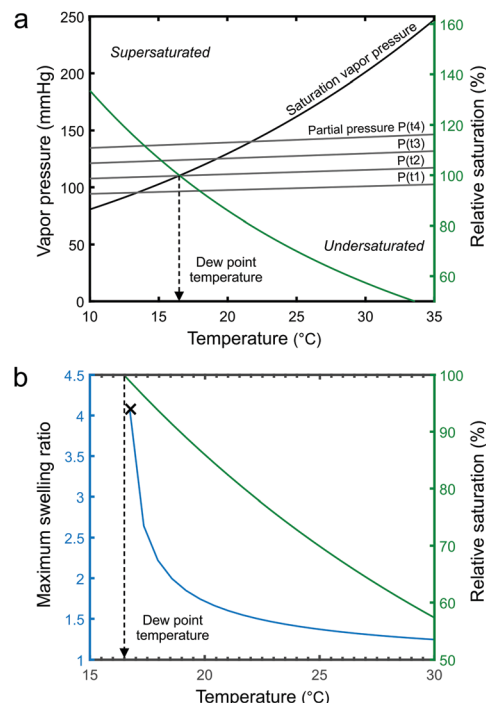 a
Vapor pressure (mmHg)
250
200
150
100
50
0
Supersaturated
Saturation vapor pressure
Partial pressure P(t4)
P(t3)
P(t2)
P(t1)
Undersaturated
Dew point
temperature
160
140
120
100
80
60
Relative saturation (%)
10 15 20 25 30 35
Temperature (°C)
b
Maximum swelling ratio
4.5
4
3.5
3
2.5
2
1.5
1
Dew point
temperature
100
90
80
70
60
50
Relative saturation (%)
15 20 25 30
Temperature (°C)